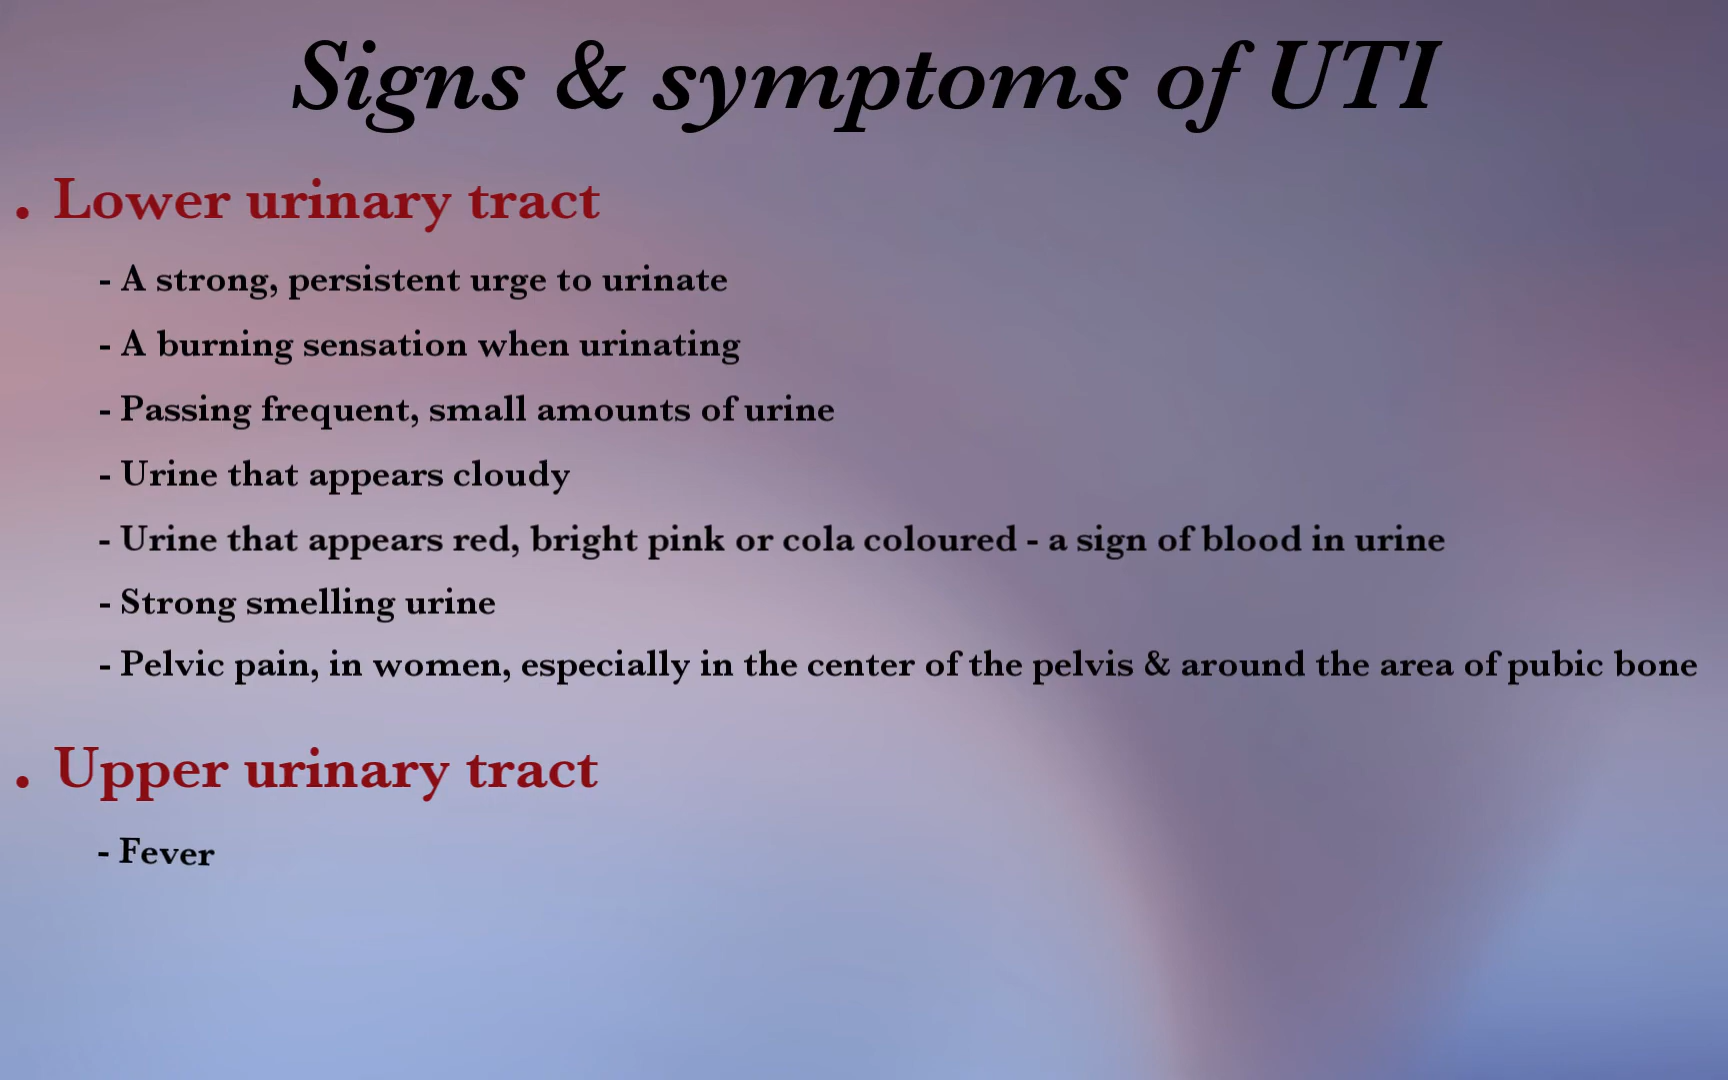 Signs & symptoms of UTI
. Lower urinary tract
- A strong, persistent urge to urinate
- A burning sensation when urinating
- Passing frequent, small amounts of urine
- Urine that appears cloudy
- Urine that appears red, bright pink or cola coloured - a sign of blood in urine
- Strong smelling urine
- Pelvic pain, in women, especially in the center of the pelvis & around the area of pubic bone
. Upper urinary tract
- Fever